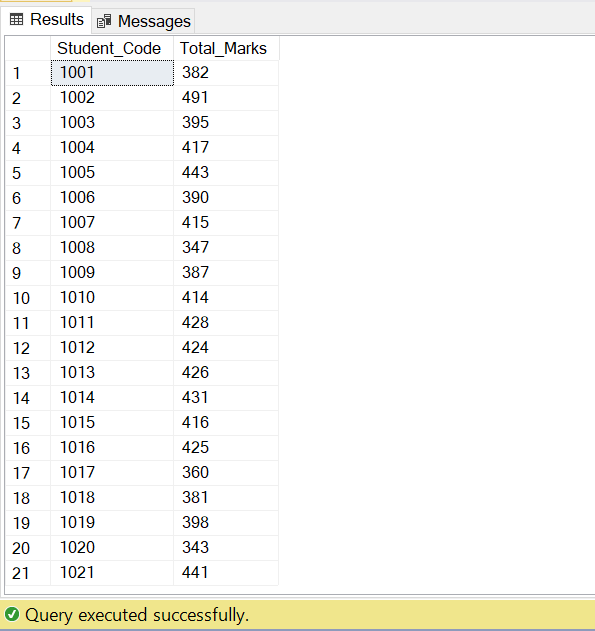 Results Messages
Student_Code Total_Marks
1 1001 382
2 1002 491
3 1003 395
4 1004 417
5 1005 443
6 1006 390
7 1007 415
8 1008 347
9 1009 387
10 1010 414
11 1011 428
12 1012 424
13 1013 426
14 1014 431
15 1015 416
16 1016 425
17 1017 360
18 1018 381
19 1019 398
20 1020 343
21 1021 441
Query executed successfully.